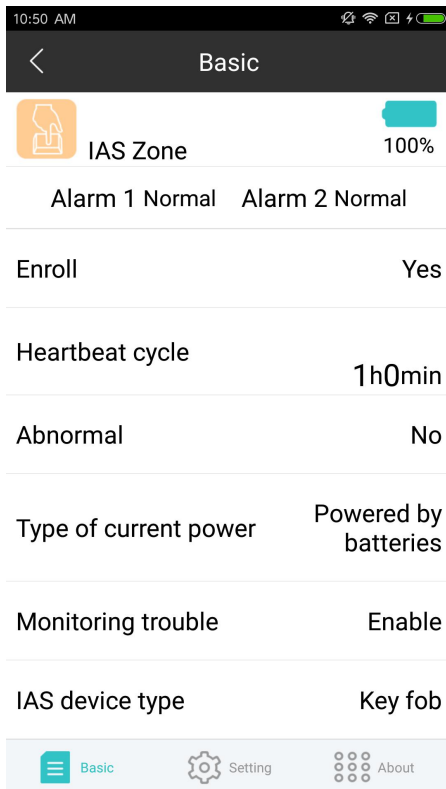 10:50 AM
Basic
IAS Zone
100%
Alarm 1 Normal Alarm 2 Normal
Enroll Yes
Heartbeat cycle 1h0min
Abnormal No
Type of current power Powered by
batteries
Monitoring trouble Enable
IAS device type Key fob
Basic Setting About